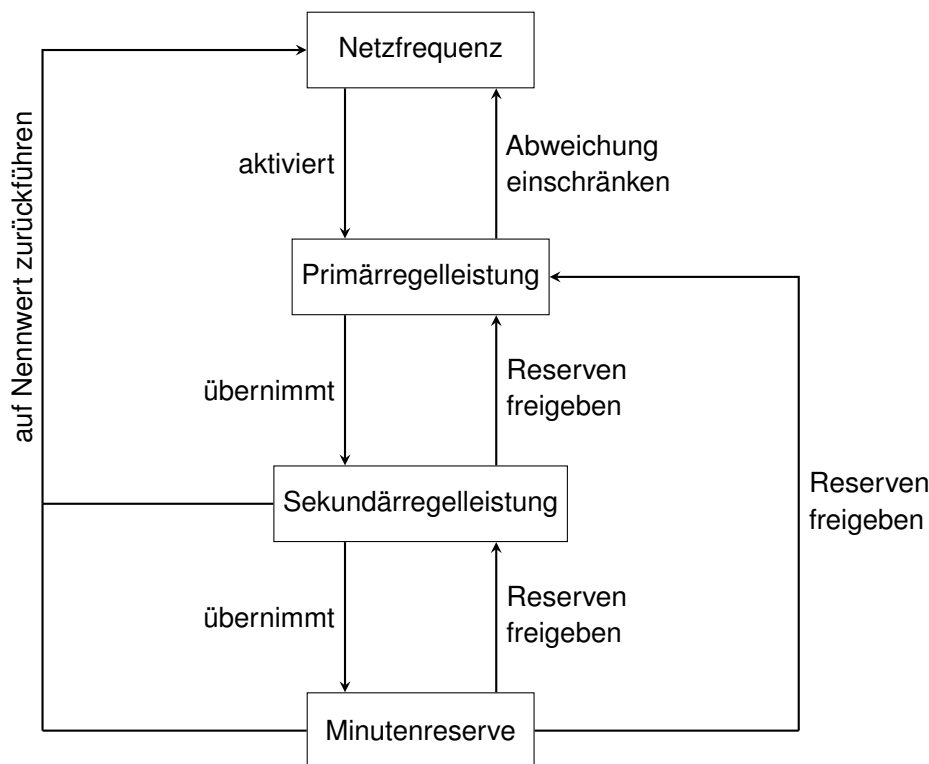 Netzfrequenz
aktiviert
Abweichung
einschränken
auf Nennwert zurückführen
Primärregelleistung
übernimmt
Reserven
freigeben
Sekundärregelleistung
Reserven
freigeben
übernimmt
Reserven
freigeben
Minutenreserve